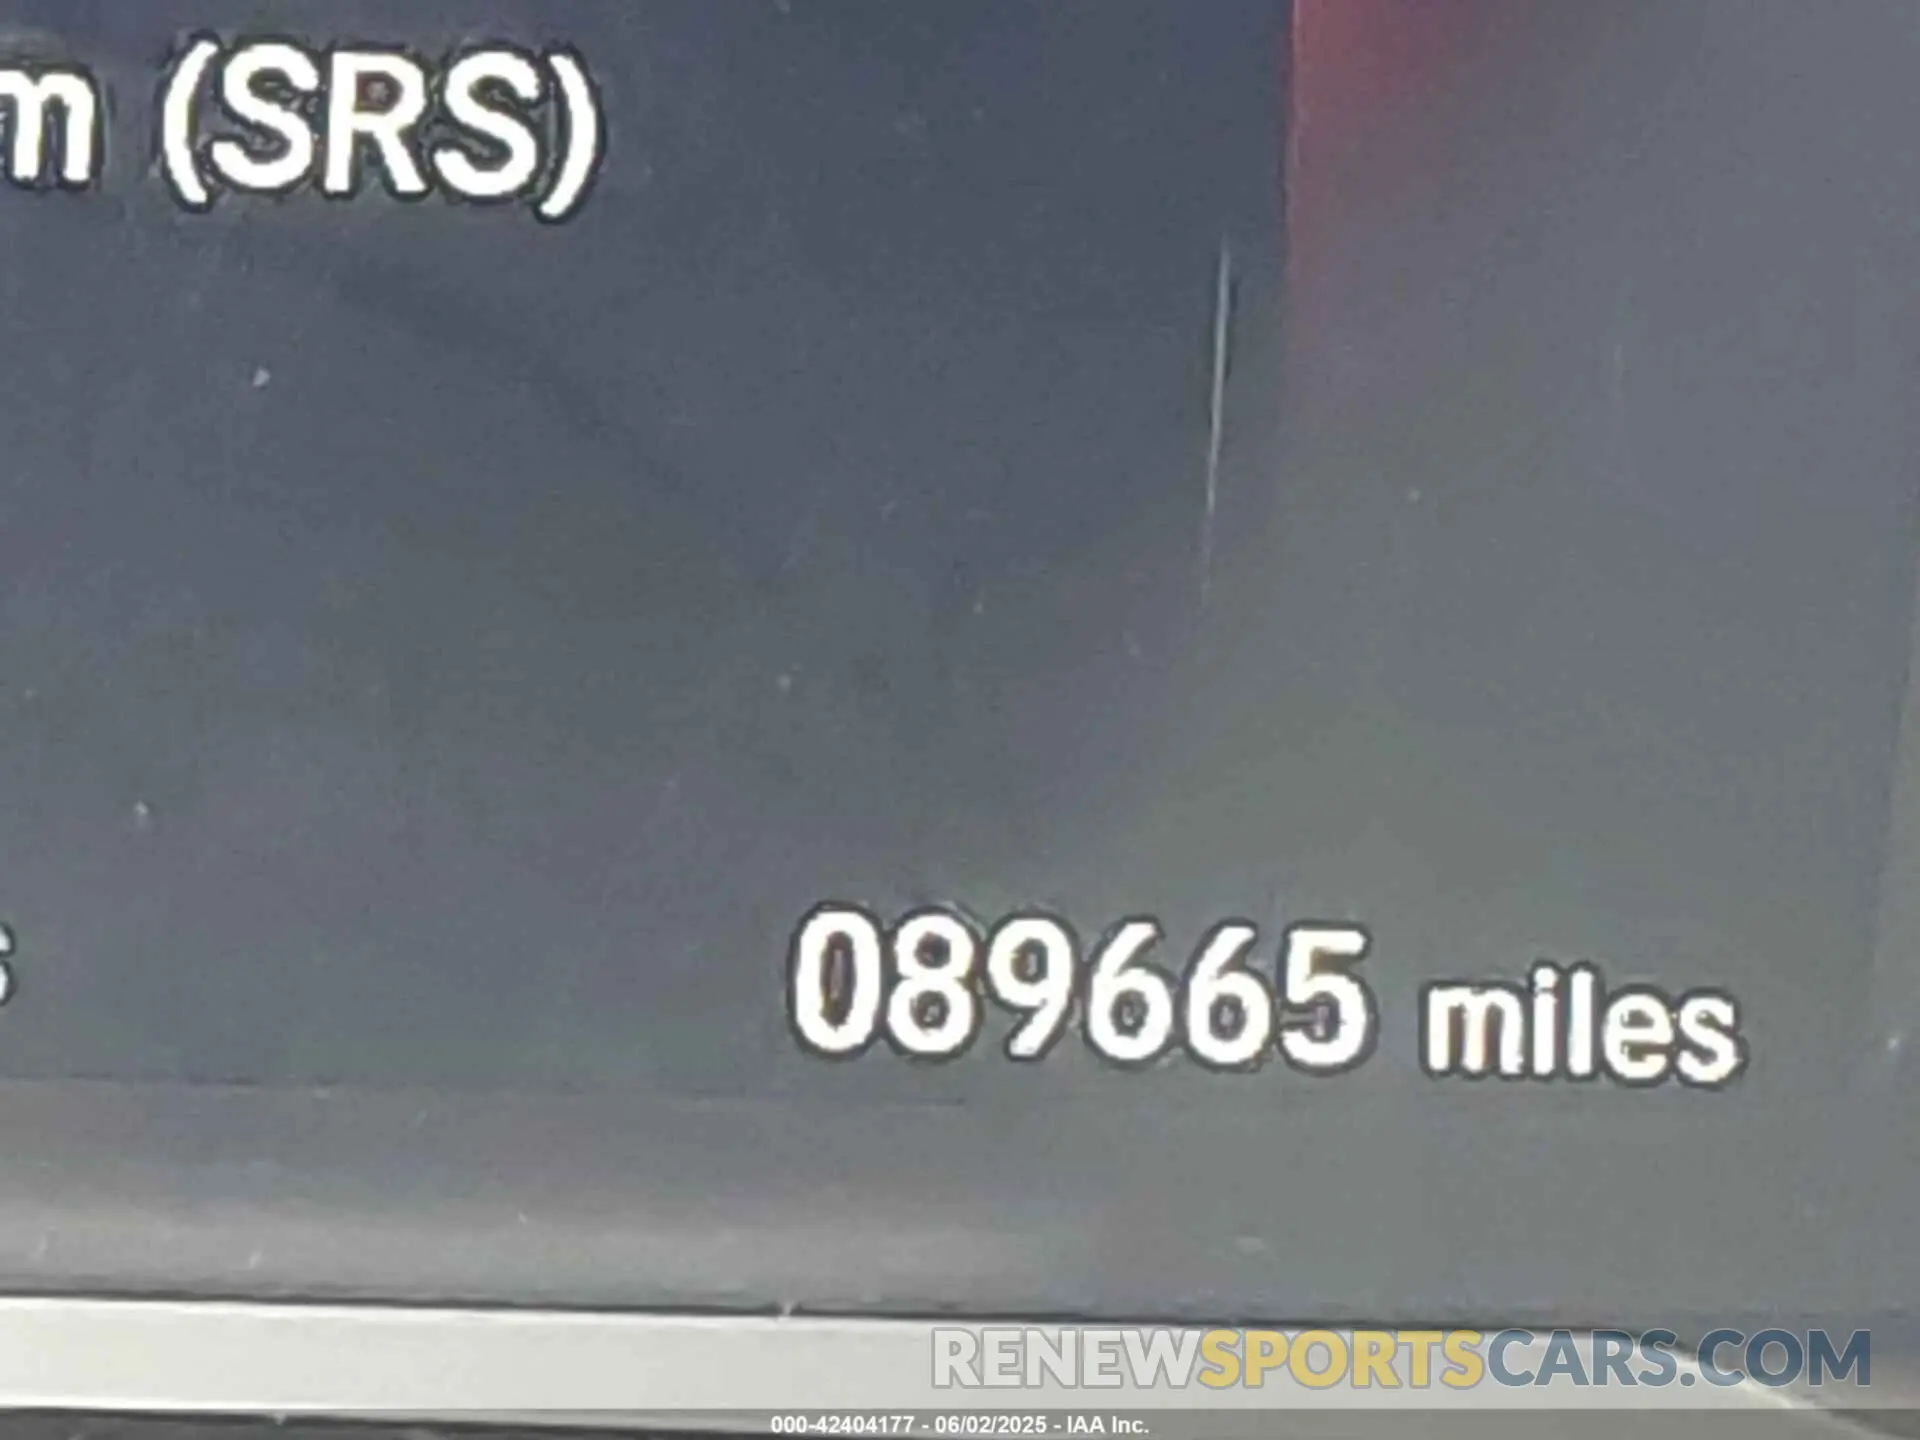 m (SRS)
s 089665 miles
RENEWSPORTSCARS.COM
000-42404177 - 06/02/2025 - IAA Inc.